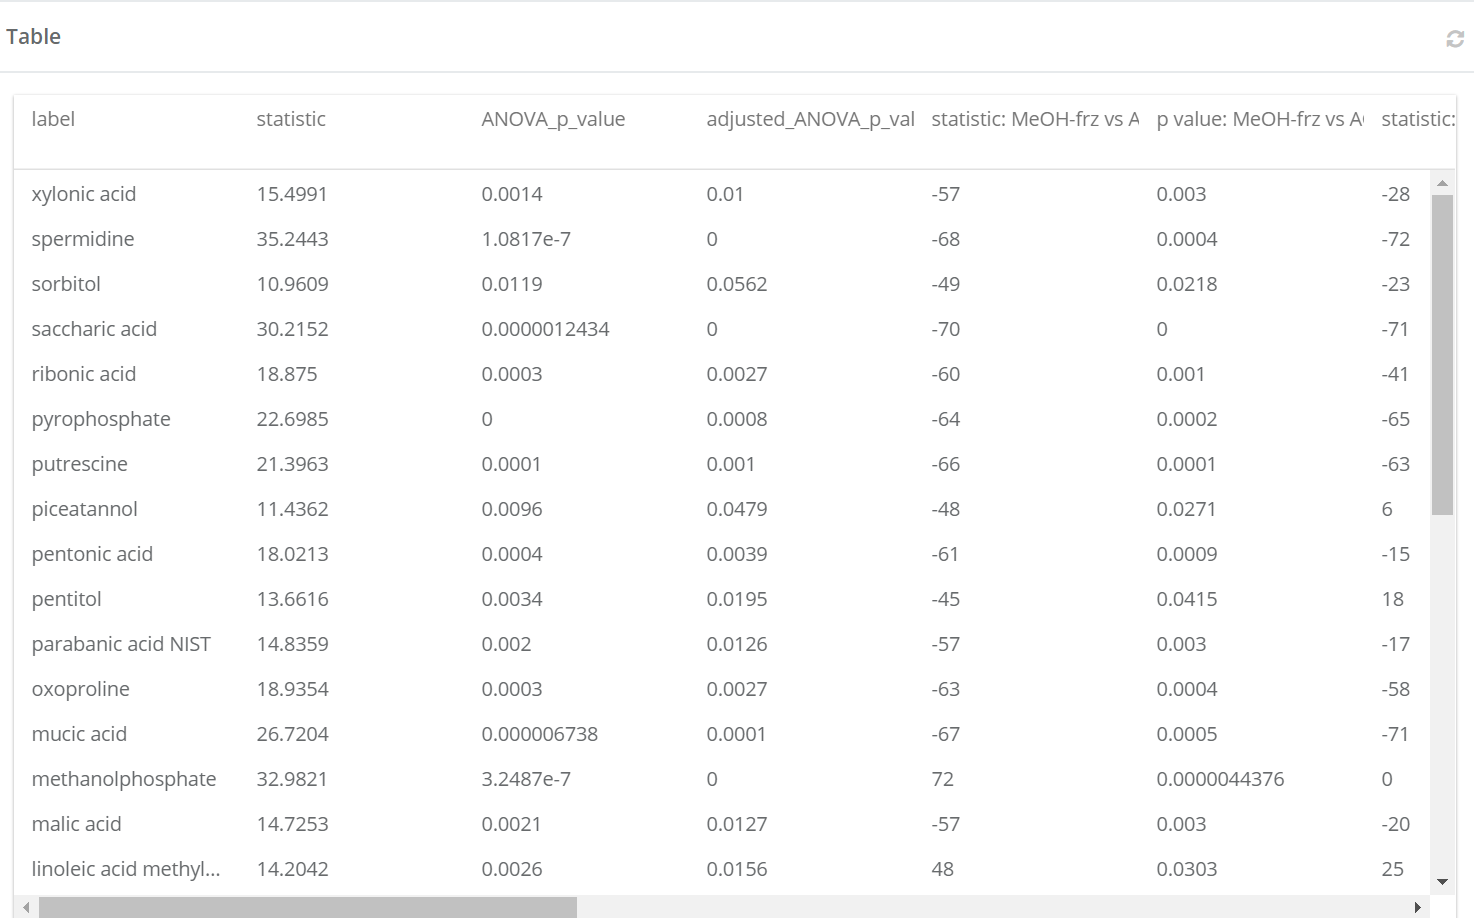 Table
label statistic ANOVA_p_value adjusted_ANOVA_p_val statistic: MeOH-frz vs A p value: MeOH-frz vs A statistic:
xylonic acid 15.4991 0.0014 0.01 -57 0.003 -28
spermidine 35.2443 1.0817e-7 0 -68 0.0004 -72
sorbitol 10.9609 0.0119 0.0562 -49 0.0218 -23
saccharic acid 30.2152 0.0000012434 0 -70 0 -71
ribonic acid 18.875 0.0003 0.0027 -60 0.001 -41
pyrophosphate 22.6985 0 0.0008 -64 0.0002 -65
putrescine 21.3963 0.0001 0.001 -66 0.0001 -63
piceatannol 11.4362 0.0096 0.0479 -48 0.0271 6
pentonic acid 18.0213 0.0004 0.0039 -61 0.0009 -15
pentitol 13.6616 0.0034 0.0195 -45 0.0415 18
parabanic acid NIST 14.8359 0.002 0.0126 -57 0.003 -17
oxoproline 18.9354 0.0003 0.0027 -63 0.0004 -58
mucic acid 26.7204 0.000006738 0.0001 -67 0.0005 -71
methanolphosphate 32.9821 3.2487e-7 0 72 0.0000044376 0
malic acid 14.7253 0.0021 0.0127 -57 0.003 -20
linoleic acid methyl... 14.2042 0.0026 0.0156 48 0.0303 25